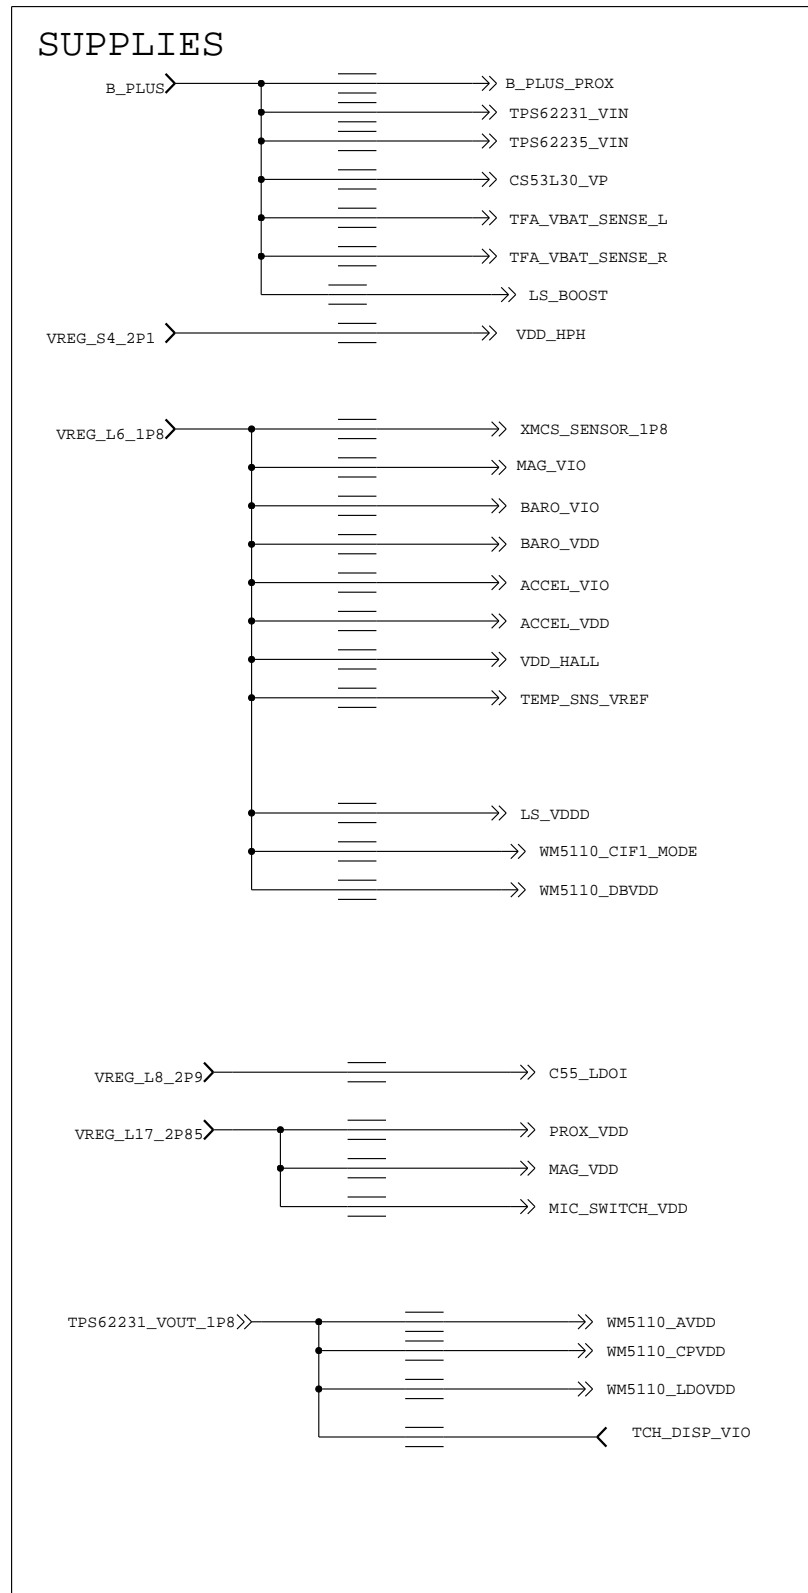 SUPPLIES
B_PLUS
B_PLUS_PROX
TPS62231_VIN
TPS62235_VIN
CS53L30_VP
TFA_VBAT_SENSE_L
TFA_VBAT_SENSE_R
LS_BOOST
VREG_S4_2P1
VDD_HPH
VREG_L6_1P8
XMCS_SENSOR_1P8
MAG_VIO
BARO_VIO
BARO_VDD
ACCEL_VIO
ACCEL_VDD
VDD_HALL
TEMP_SNS_VREF
LS_VDDD
WM5110_CIF1_MODE
WM5110_DBVDD
VREG_L8_2P9
C55_LDOI
VREG_L17_2P85
PROX_VDD
MAG_VDD
MIC_SWITCH_VDD
TPS62231_VOUT_1P8
WM5110_AVDD
WM5110_CPVDD
WM5110_LDOVDD
TCH_DISP_VIO